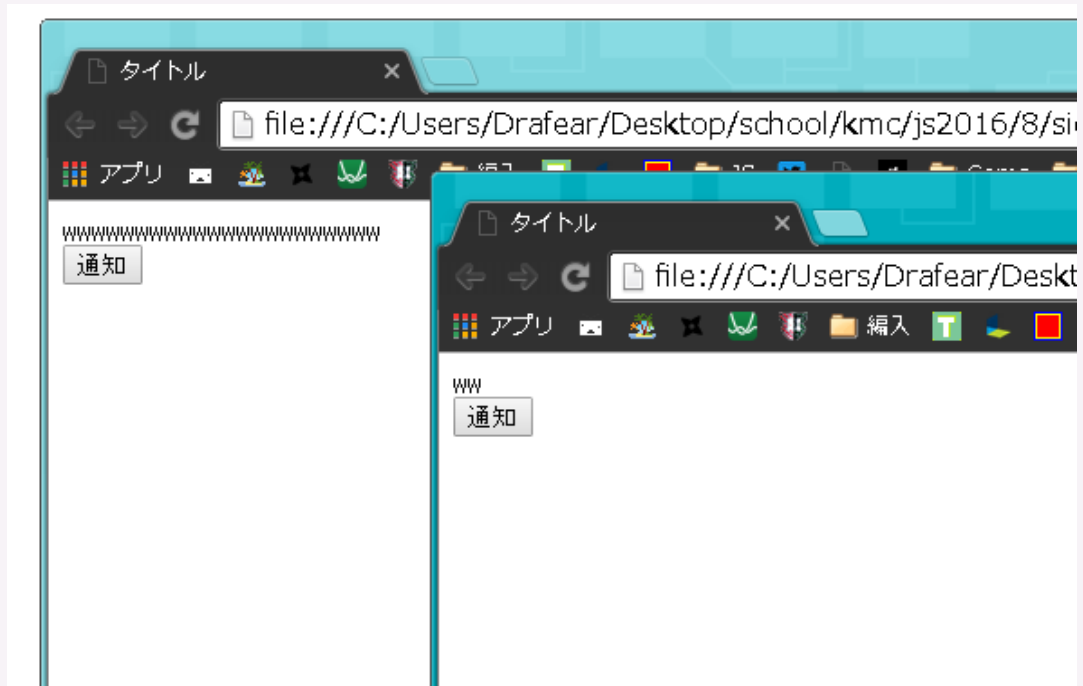 タイトル
file:///C:/Users/Drafear/Desktop/school/kmc/js2016/8/si
アプリ
wwwwwwwwwwwwwwwwwwwwww
通知
タイトル
file:///C:/Users/Drafear/Deskt
アプリ 編入
ww
通知